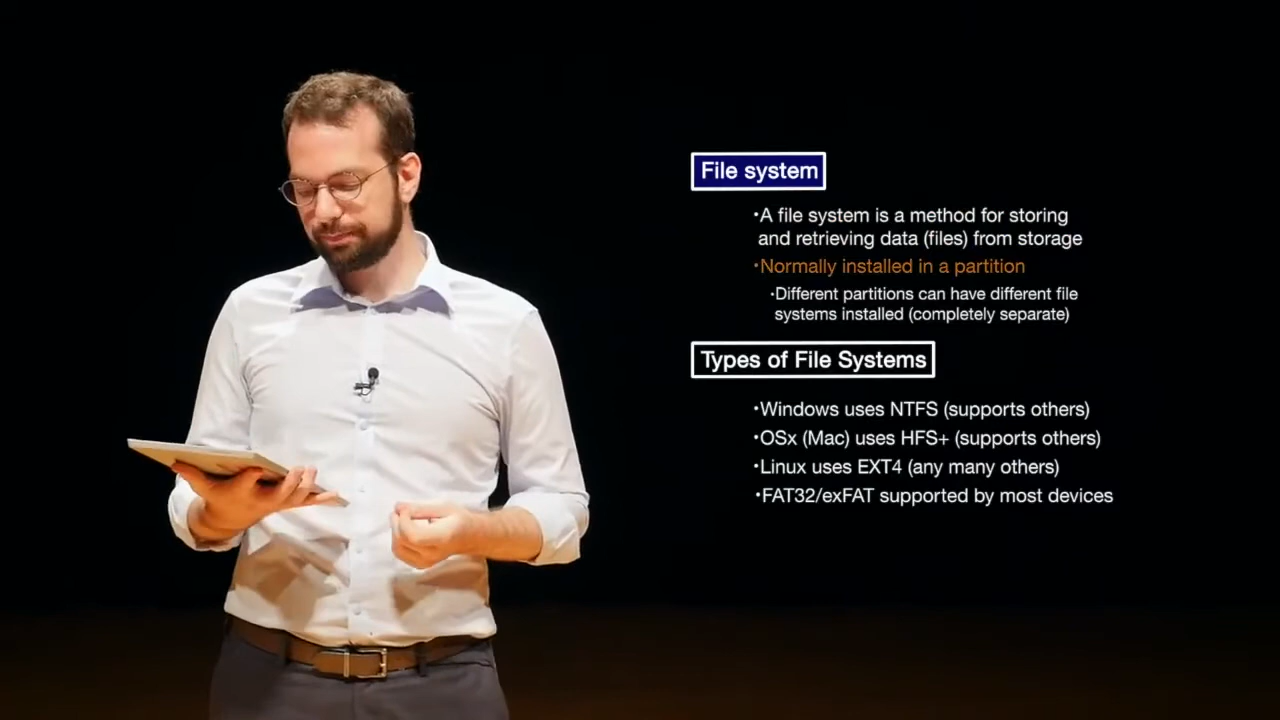 File system
•A file system is a method for storing
and retrieving data (files) from storage
•Normally installed in a partition
•Different partitions can have different file
systems installed (completely separate)
Types of File Systems
•Windows uses NTFS (supports others)
•OSx (Mac) uses HFS+ (supports others)
•Linux uses EXT4 (any many others)
•FAT32/exFAT supported by most devices